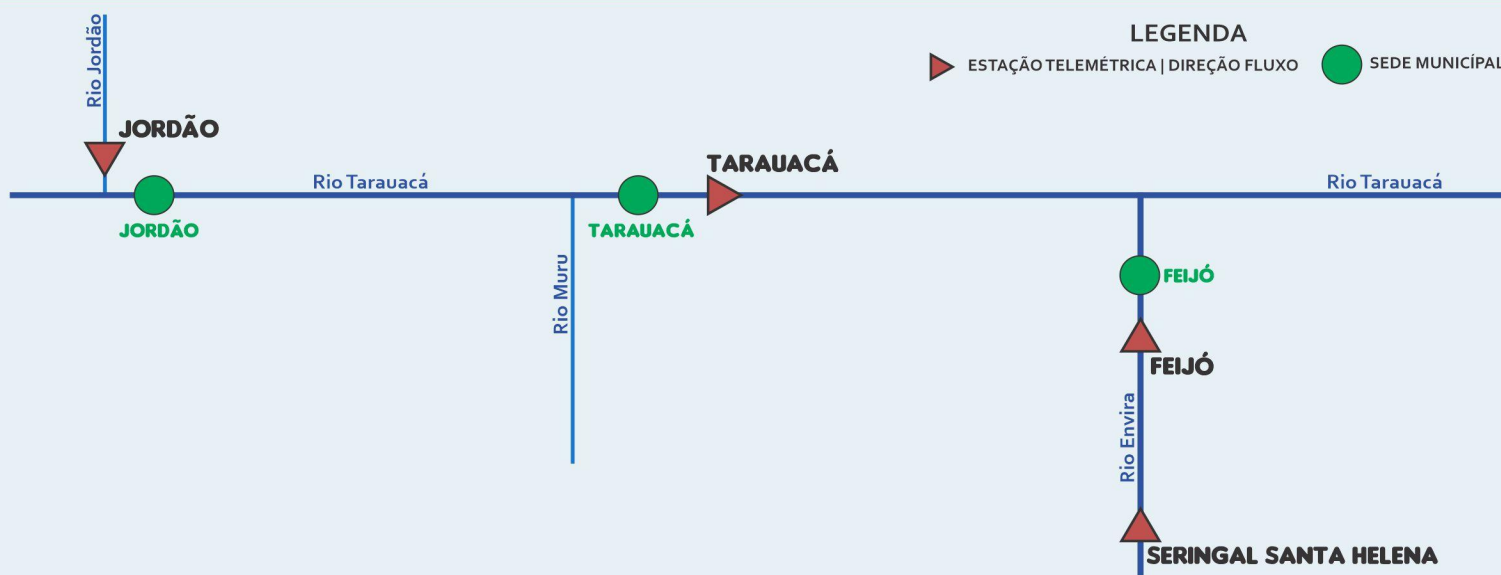 LEGENDA
ESTAÇÃO TELEMÉTRICA | DIREÇÃO FLUXO
SEDE MUNICÍPAL
Rio Jordão
JORDÃO
TARAUACÁ
Rio Tarauacá
Rio Tarauacá
JORDÃO
TARAUACÁ
Rio Muru
FEIJÓ
FEIJÓ
Rio Envira
SERINGAL SANTA HELENA